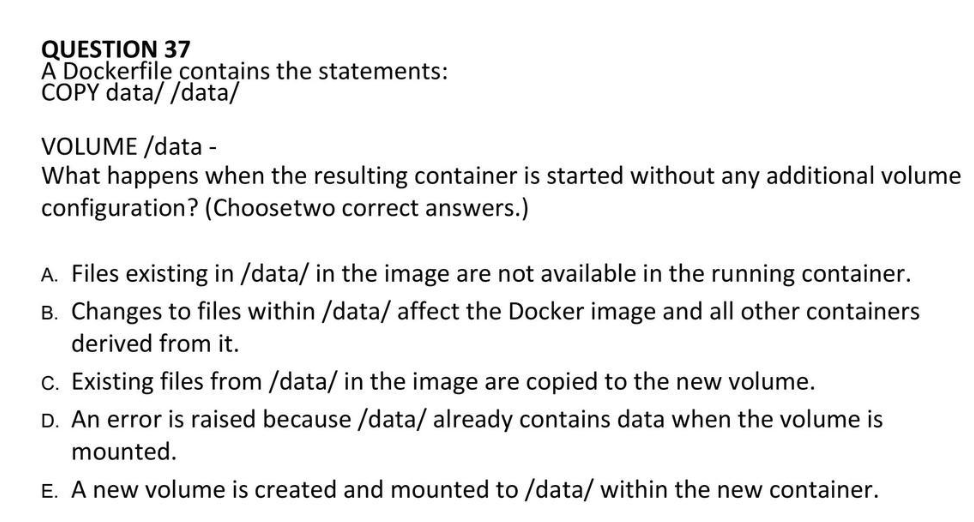 QUESTION 37
A Dockerfile contains the statements:
COPY data/ /data/
VOLUME /data -
What happens when the resulting container is started without any additional volume
configuration? (Choosetwo correct answers.)
A. Files existing in /data/ in the image are not available in the running container.
B. Changes to files within /data/ affect the Docker image and all other containers
derived from it.
C. Existing files from /data/ in the image are copied to the new volume.
D. An error is raised because /data/ already contains data when the volume is
mounted.
E. A new volume is created and mounted to /data/ within the new container.